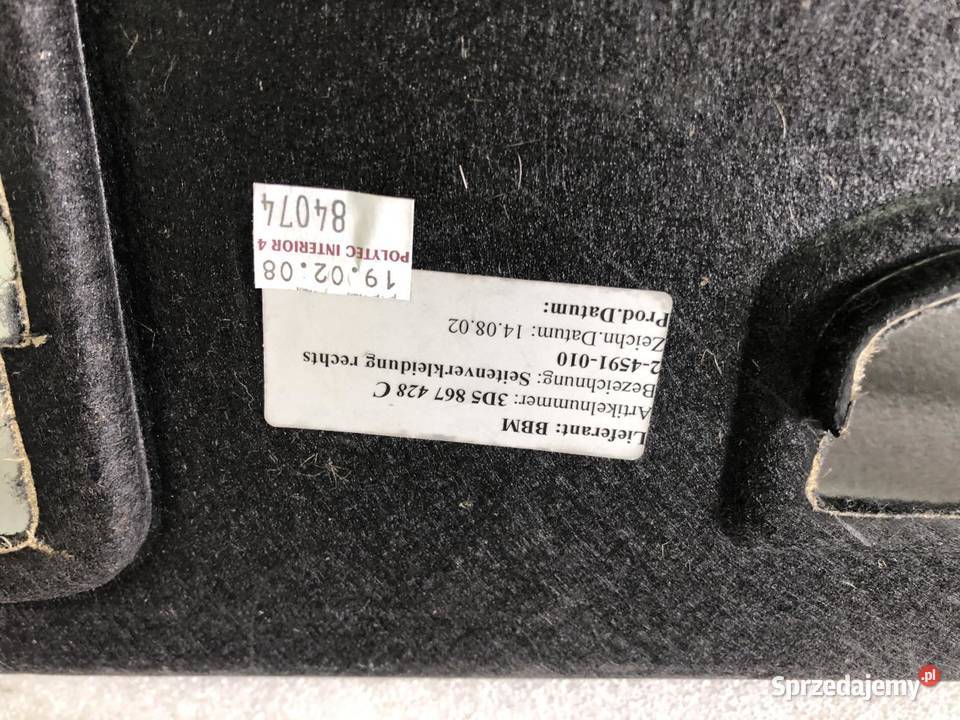 Lieferant: BBM
Artikelnummer: 3D5 867 428 C
Bezeichnung: Seitenverkleidung rechts
2-4591-010
Zeichn.Datum: 14.08.02
Prod.Datum:
19.02.08
POLYTEC INTERIOR 4
84074
Sprzedajemy.pl